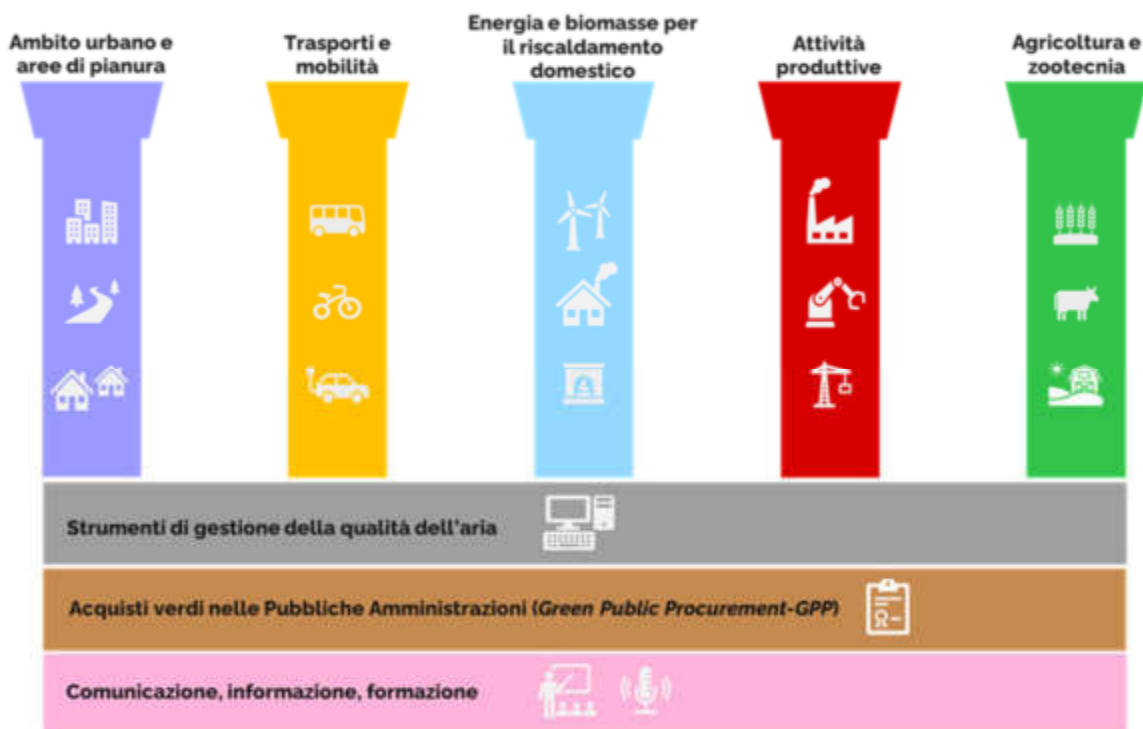 Ambito urbano e
aree di pianura
Trasporti e
mobilità
Energia e biomasse per
il riscaldamento
domestico
Attività
produttive
Agricoltura e
zootecnia
Strumenti di gestione della qualità dell'aria
Acquisti verdi nelle Pubbliche Amministrazioni (Green Public Procurement-GPP)
Comunicazione, informazione, formazione